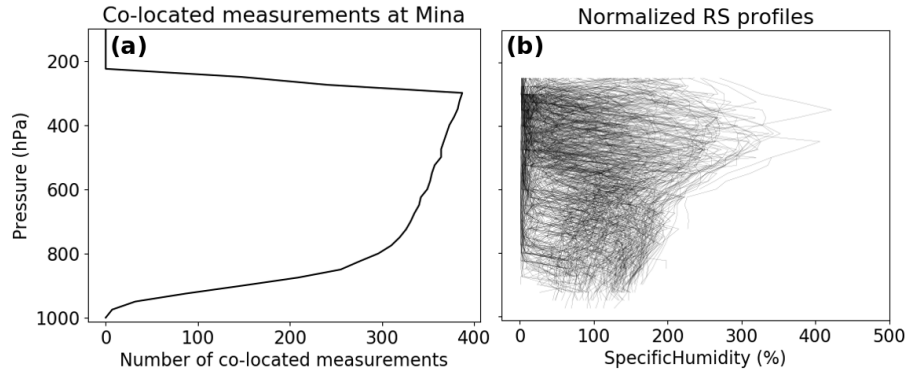 Co-located measurements at Mina
Normalized RS profiles
(a)
(b)
200
400
600
800
1000
Pressure (hPa)
0
100
200
300
400
Number of co-located measurements
0
100
200
300
400
500
SpecificHumidity (%)